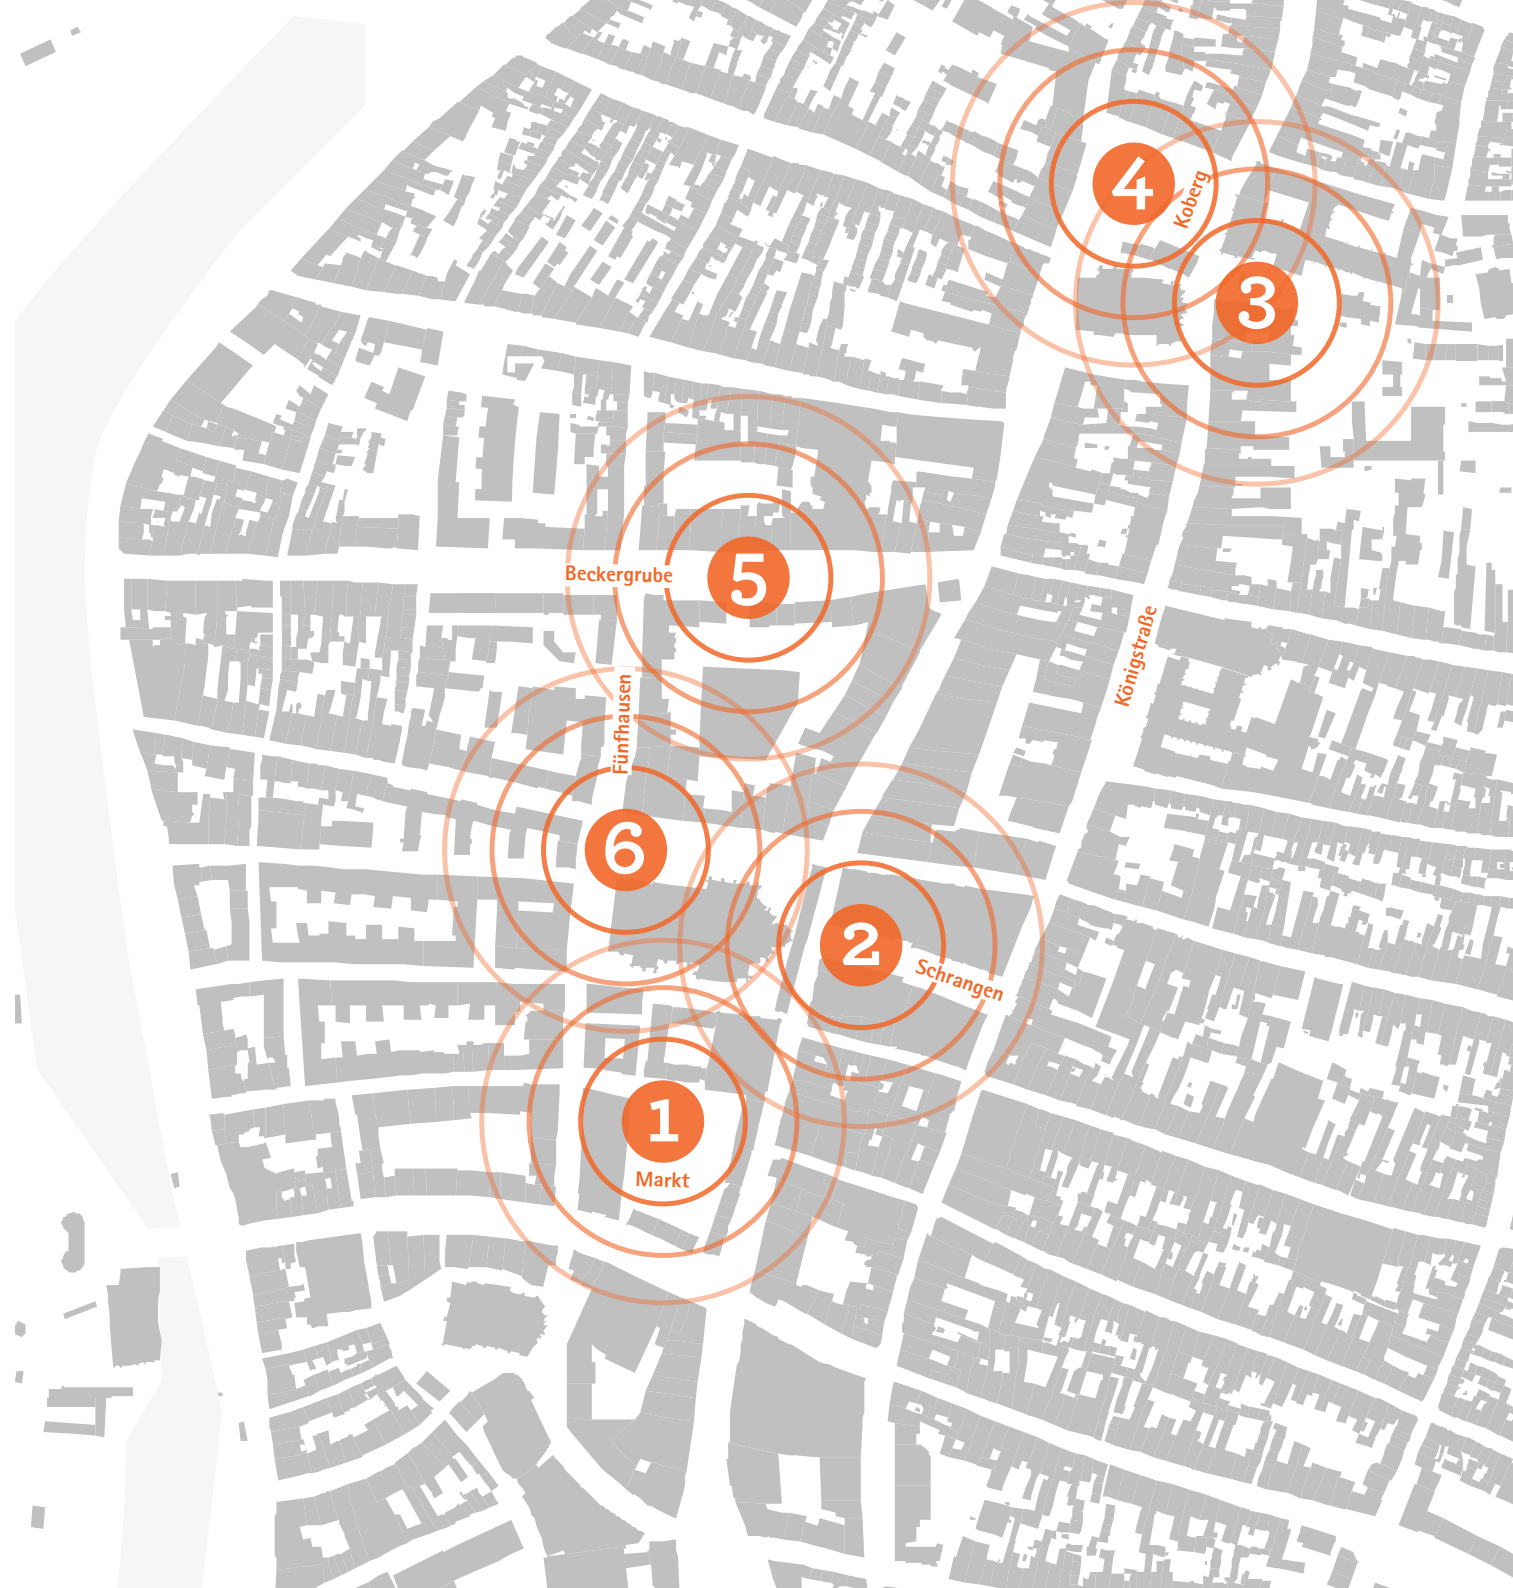 4
Koberg
3
Beckergrube
5
Königstraße
Fünfhausen
6
2
Schrangen
1
Markt